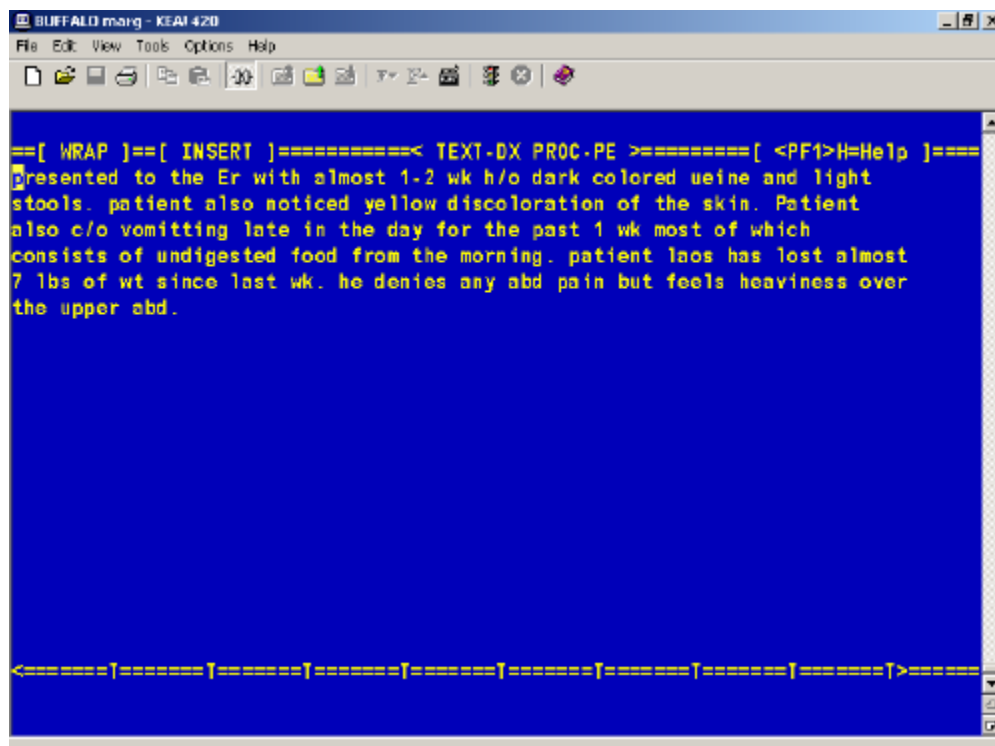 BUFFALO marg - KEA! 420
File Edit View Tools Options Help
==[ WRAP ]==[ INSERT ]===========< TEXT-DX PROC-PE >=========[ <PF1>H=Help ]====
presented to the Er with almost 1-2 wk h/o dark colored ueine and light
stools. patient also noticed yellow discoloration of the skin. Patient
also c/o vomitting late in the day for the past 1 wk most of which
consists of undigested food from the morning. patient laos has lost almost
7 lbs of wt since last wk. he denies any abd pain but feels heaviness over
the upper abd.
<=======T=======T=======T=======T=======T=======T=======T=======T=======T>======